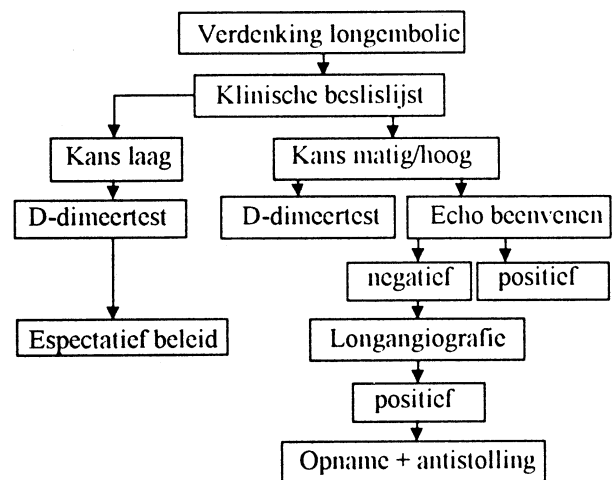 Verdenking longembolie
Klinische beslislijst
Kans laag
Kans matig/hoog
D-dimeertest
D-dimeertest
Echo beenvenen
negatief
positief
Espectatief beleid
Longangiografie
positief
Opname + antistolling